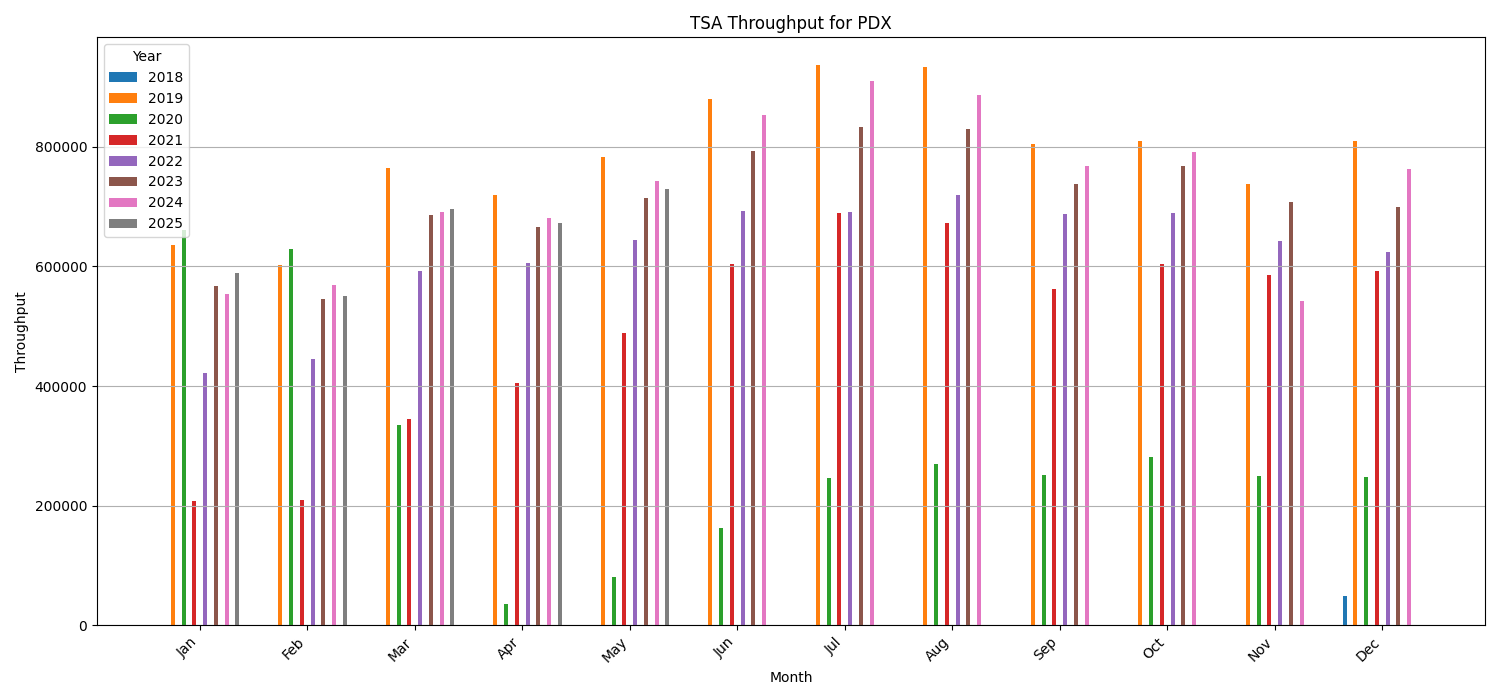 TSA Throughput for PDX
Year
2018
2019
2020
2021
2022
2023
2024
2025
Throughput
800000
600000
400000
200000
0
Jan
Feb
Mar
Apr
May
Jun
Jul
Aug
Sep
Oct
Nov
Dec
Month